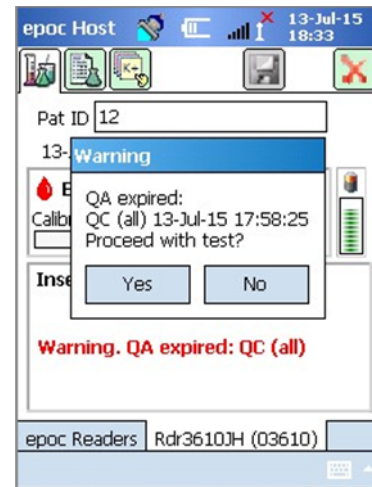 epoc Host
13-Jul-15
18:33
K+
Pat ID 12
13-
Warning
QA expired:
QC (all) 13-Jul-15 17:58:25
Proceed with test?
Yes
No
Calib
Inse
Warning. QA expired: QC (all)
epoc Readers
Rdr3610JH (03610)